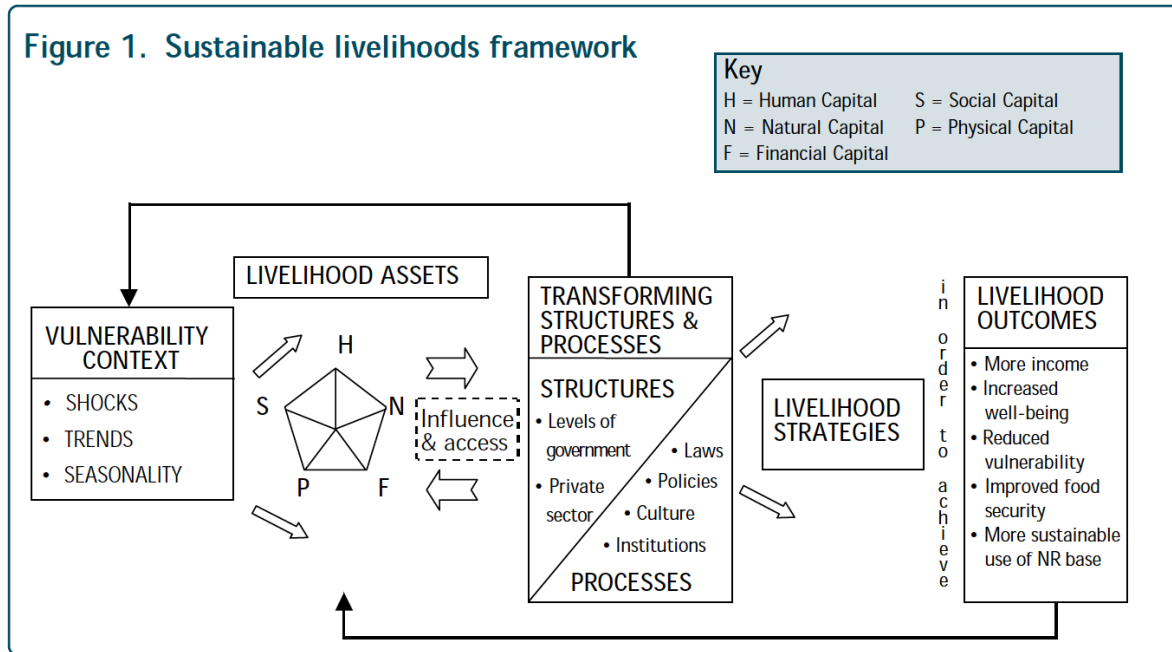 Figure 1. Sustainable livelihoods framework
Key
H = Human Capital
S = Social Capital
N = Natural Capital
P = Physical Capital
F = Financial Capital
LIVELIHOOD ASSETS
VULNERABILITY
CONTEXT
• SHOCKS
• TRENDS
• SEASONALITY
H
S
N
P
F
Influence
& access
TRANSFORMING
STRUCTURES &
PROCESSES
STRUCTURES
• Levels of
government
• Private
sector
• Laws
• Policies
• Culture
• Institutions
PROCESSES
LIVELIHOOD
STRATEGIES
in order to achieve
LIVELIHOOD
OUTCOMES
• More income
• Increased
well-being
• Reduced
vulnerability
• Improved food
security
• More sustainable
use of NR base